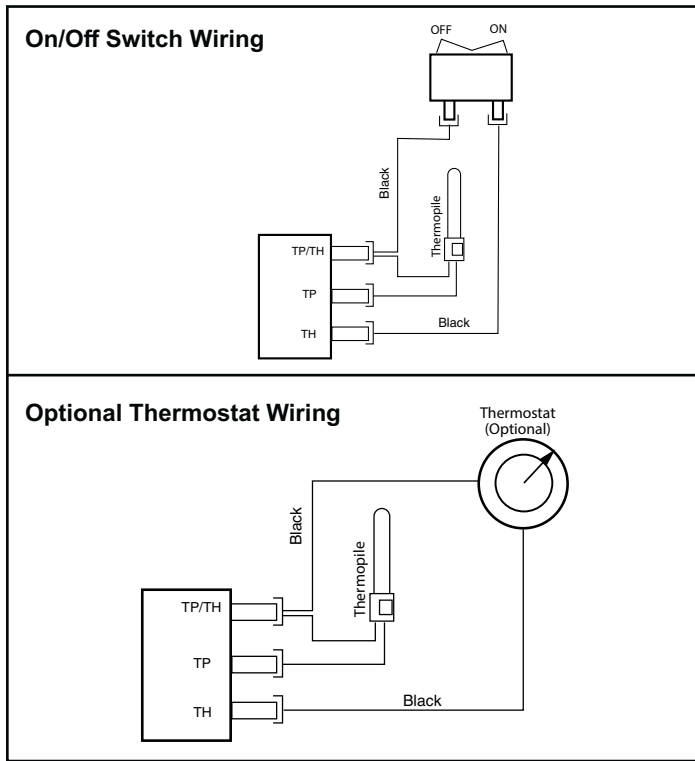 On/Off Switch Wiring
OFF
ON
Black
Thermopile
TP/TH
TP
TH
Black
Optional Thermostat Wiring
Thermostat
(Optional)
Black
Thermopile
TP/TH
TP
TH
Black